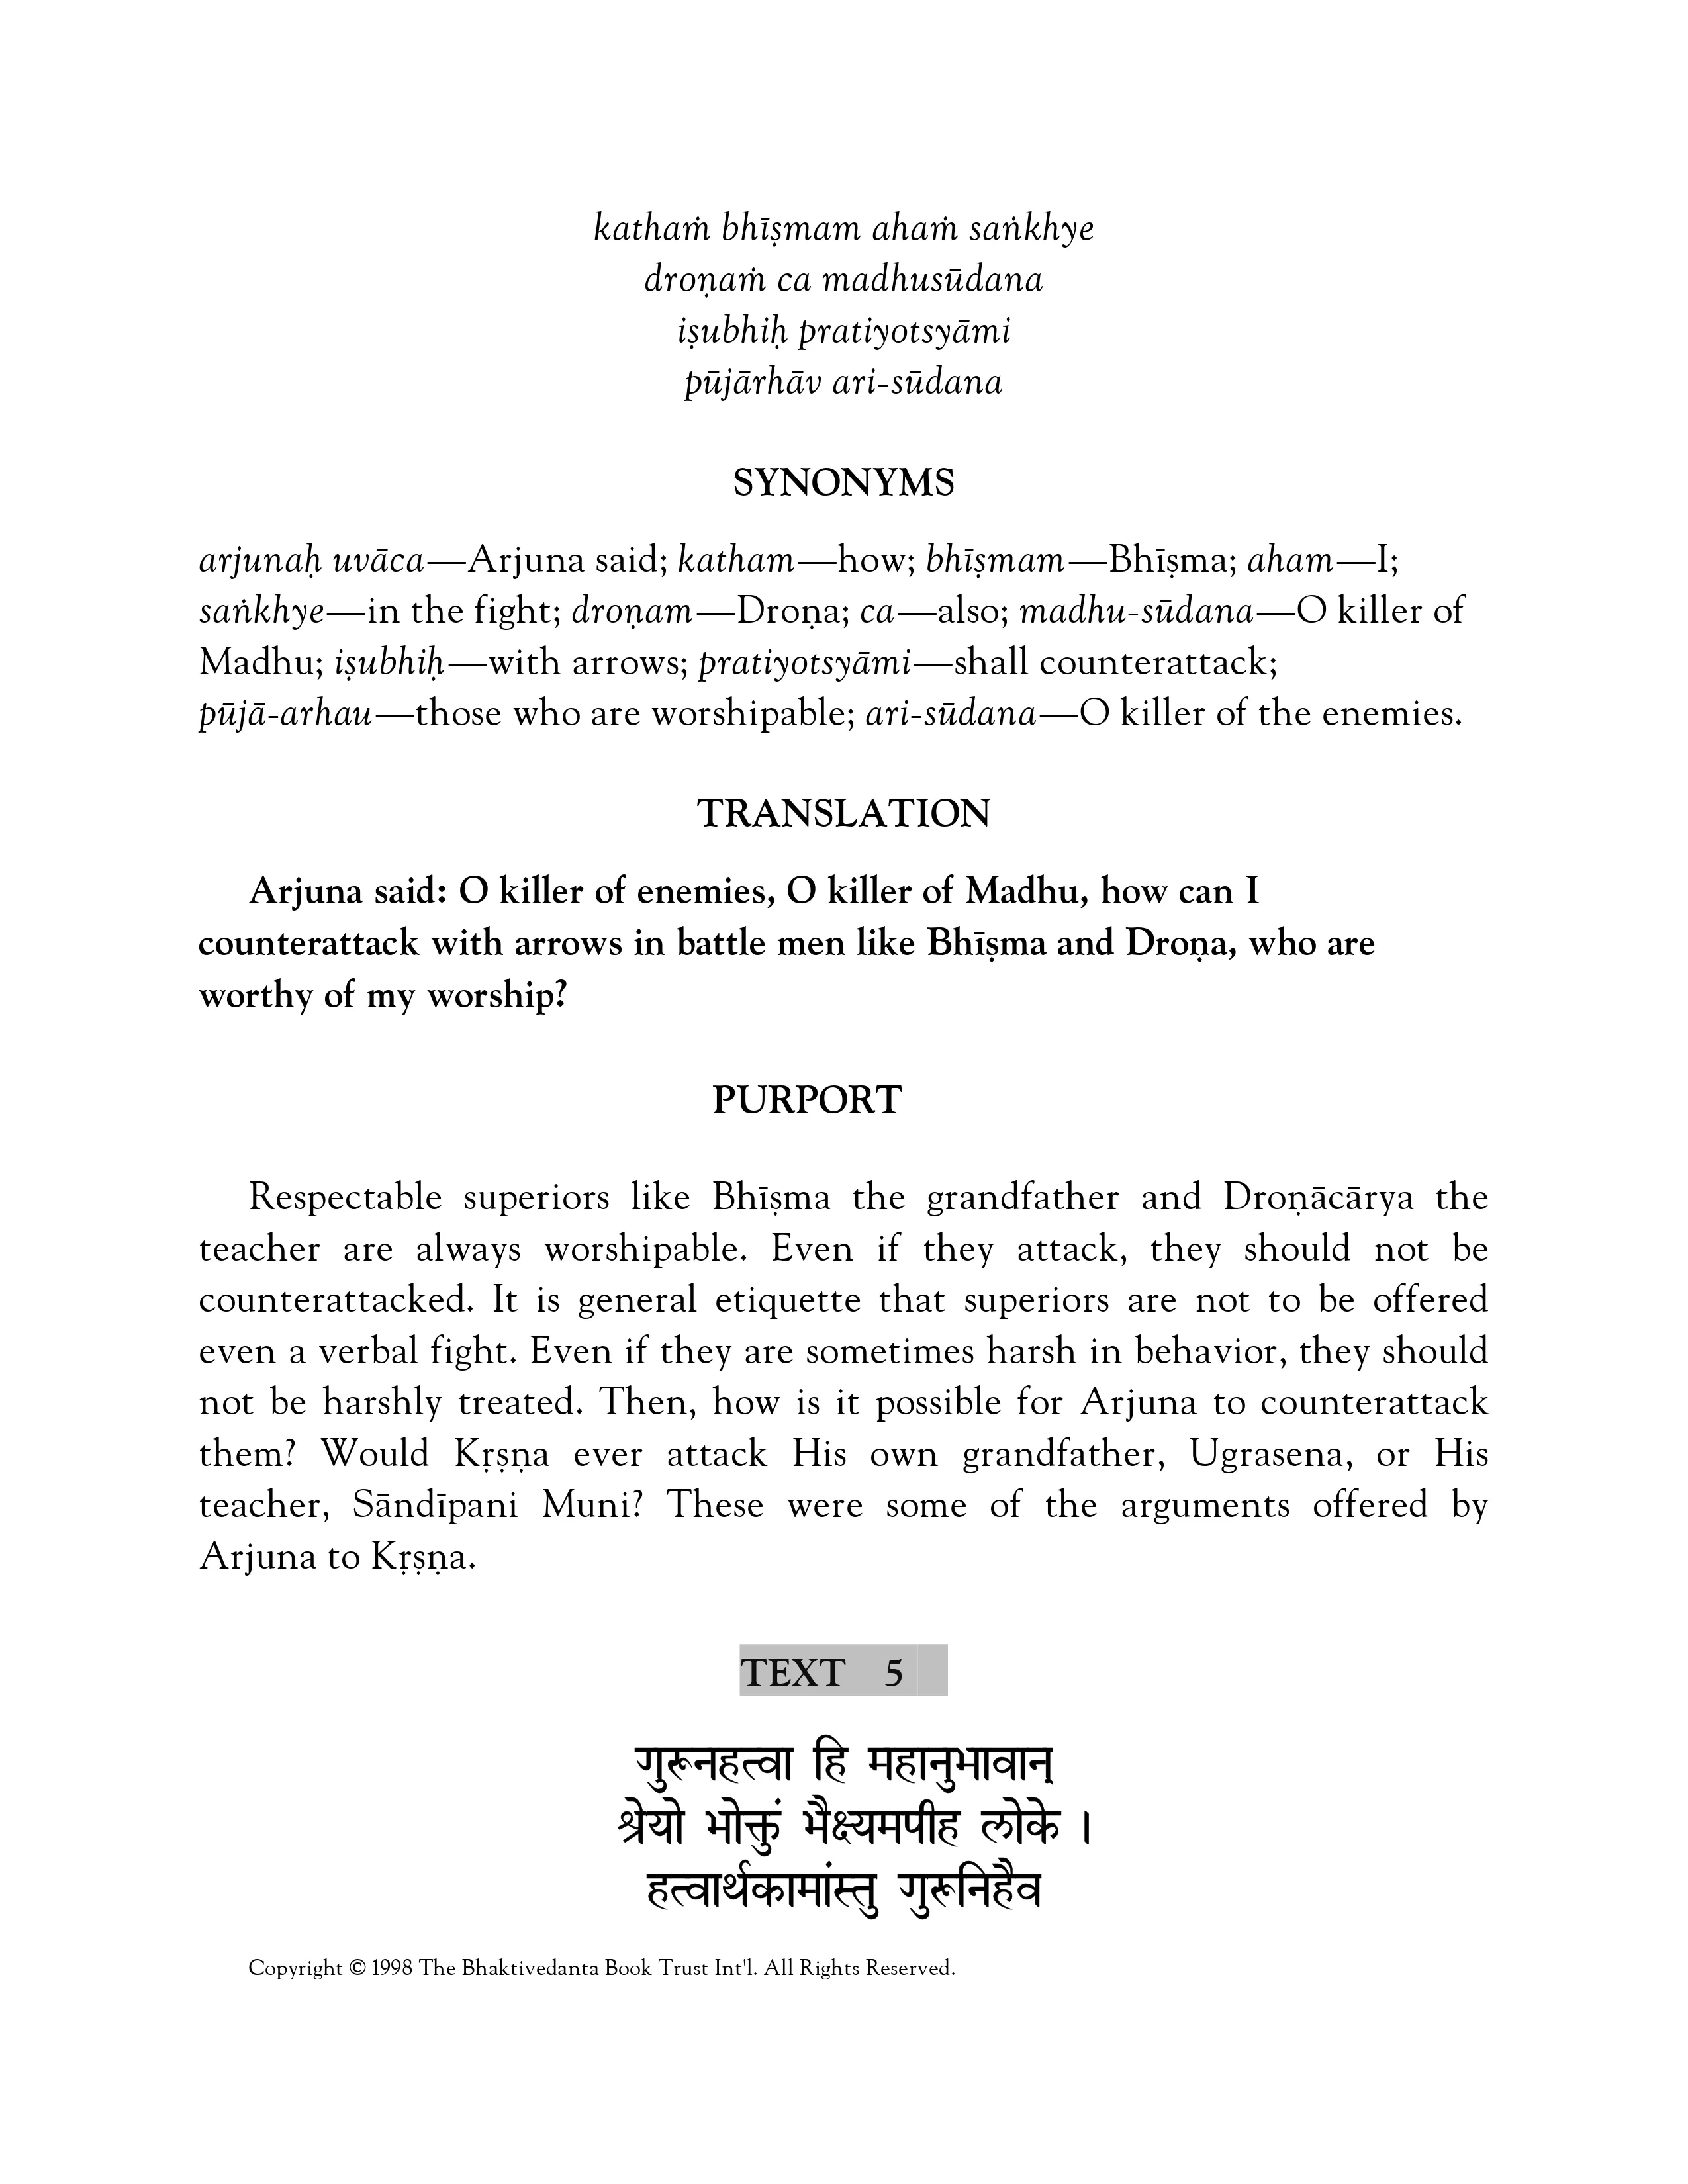 kathaṁ bhīṣmam ahaṁ saṅkhye
droṇaṁ ca madhusūdana
iṣubhiḥ pratiyotsyāmi
pūjārhāv ari-sūdana
SYNONYMS
arjunaḥ uvāca—Arjuna said; katham—how; bhīṣmam—Bhīṣma; aham—I;
saṅkhye—in the fight; droṇam—Droṇa; ca—also; madhu-sūdana—O killer of
Madhu; iṣubhiḥ—with arrows; pratiyotsyāmi—shall counterattack;
pūjā-arhau—those who are worshipable; ari-sūdana—O killer of the enemies.
TRANSLATION
Arjuna said: O killer of enemies, O killer of Madhu, how can I
counterattack with arrows in battle men like Bhīṣma and Droṇa, who are
worthy of my worship?
PURPORT
Respectable superiors like Bhīṣma the grandfather and Droṇācārya the
teacher are always worshipable. Even if they attack, they should not be
counterattacked. It is general etiquette that superiors are not to be offered
even a verbal fight. Even if they are sometimes harsh in behavior, they should
not be harshly treated. Then, how is it possible for Arjuna to counterattack
them? Would Kṛṣṇa ever attack His own grandfather, Ugrasena, or His
teacher, Sāndīpani Muni? These were some of the arguments offered by
Arjuna to Kṛṣṇa.
TEXT 5
गुरूनहत्वा हि महानुभावान्
श्रेयो भोक्तुं भैक्ष्यमपीह लोके ।
हत्वार्थकामांस्तु गुरूनिहैव
Copyright © 1998 The Bhaktivedanta Book Trust Int'l. All Rights Reserved.